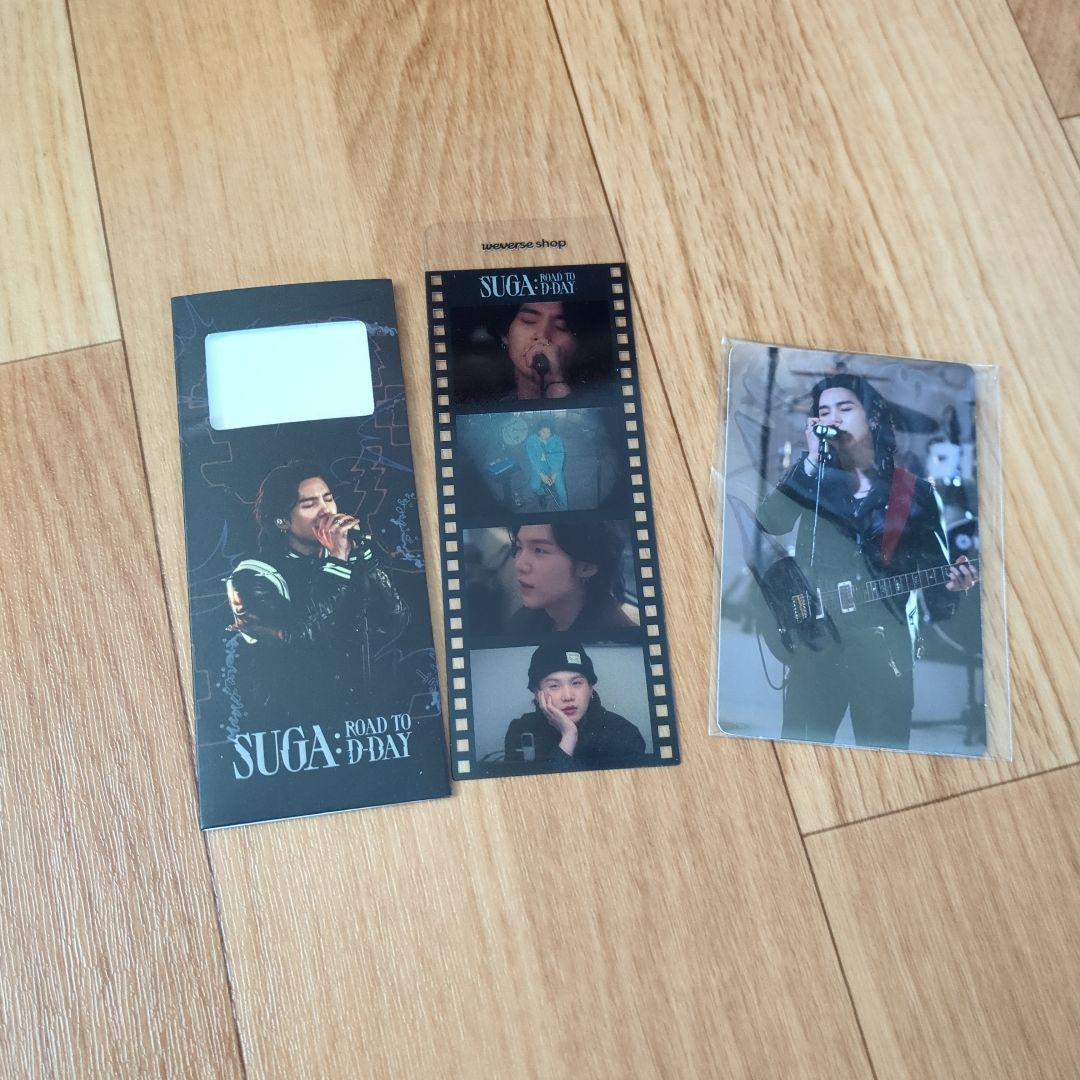 SUGA: ROAD TO
D-DAY
weverse shop
SUGA: ROAD TO
D-DAY